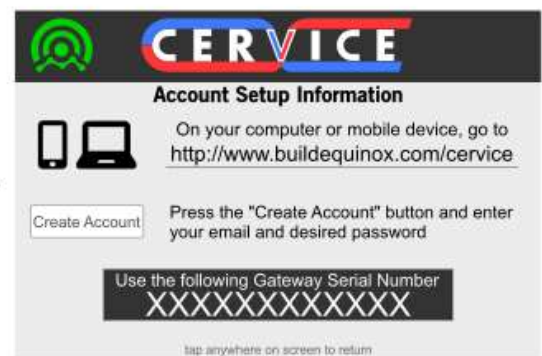 CERVICE
Account Setup Information
On your computer or mobile device, go to
http://www.buildequinox.com/cervice
Create Account
Press the "Create Account" button and enter
your email and desired password
Use the following Gateway Serial Number
XXXXXXXXXXXX
tap anywhere on screen to return